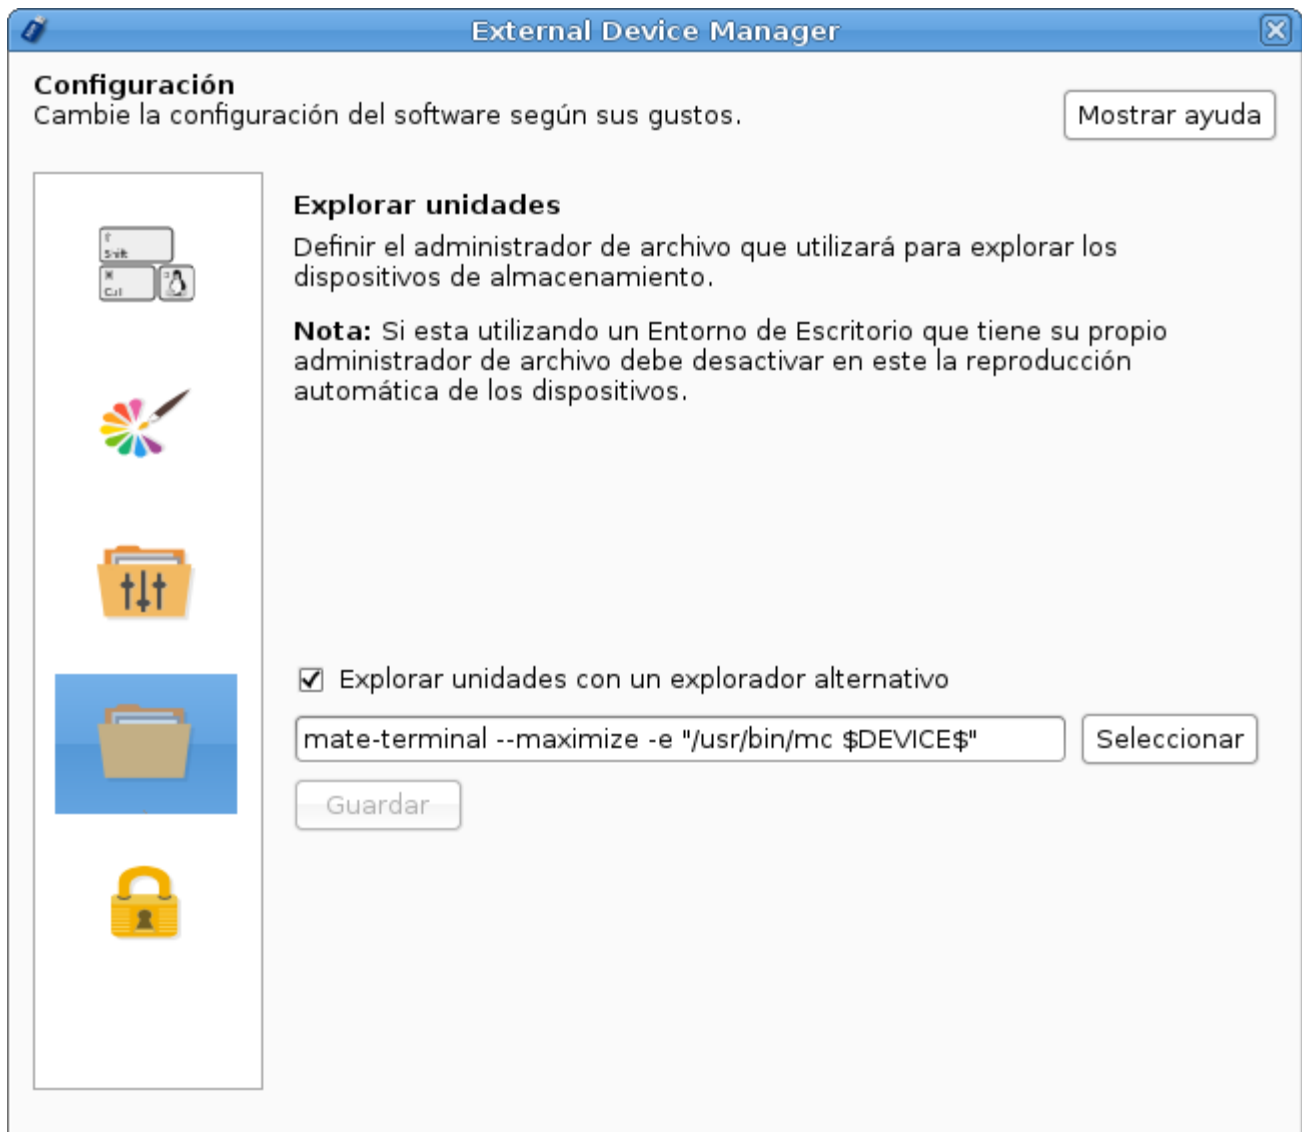 External Device Manager
Configuración
Cambie la configuración del software según sus gustos.
Mostrar ayuda
Shift
Explorar unidades
Definir el administrador de archivo que utilizará para explorar los
dispositivos de almacenamiento.
Nota: Si esta utilizando un Entorno de Escritorio que tiene su propio
administrador de archivo debe desactivar en este la reproducción
automática de los dispositivos.
Explorar unidades con un explorador alternativo
mate-terminal --maximize -e "/usr/bin/mc $DEVICE$"
Seleccionar
Guardar